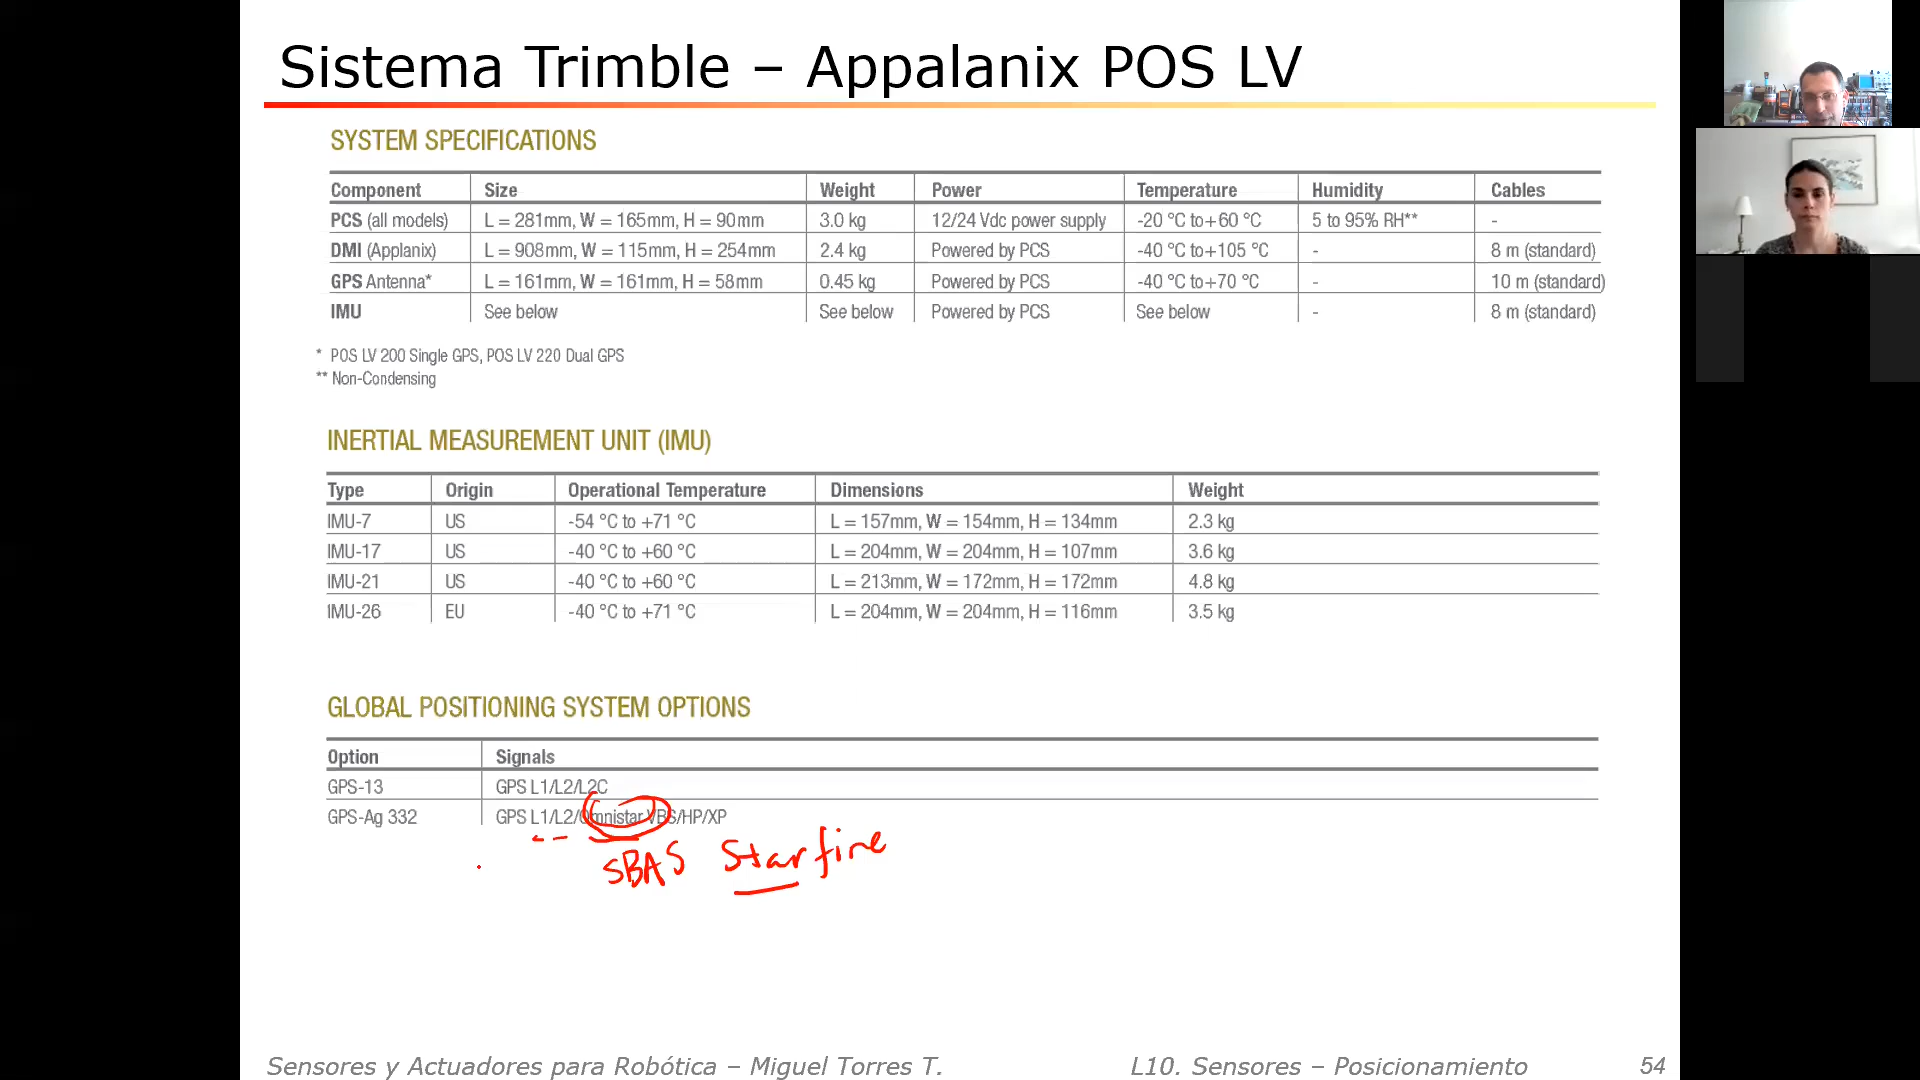 Sistema Trimble – Appalanix POS LV
SYSTEM SPECIFICATIONS
Component Size Weight Power Temperature Humidity Cables
PCS (all models) L = 281mm, W = 165mm, H = 90mm 3.0 kg 12/24 Vdc power supply -20 °C to+60 °C 5 to 95% RH** -
DMI (Applanix) L = 908mm, W = 115mm, H = 254mm 2.4 kg Powered by PCS -40 °C to+105 °C - 8 m (standard)
GPS Antenna* L = 161mm, W = 161mm, H = 58mm 0.45 kg Powered by PCS -40 °C to+70 °C - 10 m (standard)
IMU See below See below Powered by PCS See below - 8 m (standard)
* POS LV 200 Single GPS, POS LV 220 Dual GPS
** Non-Condensing
INERTIAL MEASUREMENT UNIT (IMU)
Type Origin Operational Temperature Dimensions Weight
IMU-7 US -54 °C to +71 °C L = 157mm, W = 154mm, H = 134mm 2.3 kg
IMU-17 US -40 °C to +60 °C L = 204mm, W = 204mm, H = 107mm 3.6 kg
IMU-21 US -40 °C to +60 °C L = 213mm, W = 172mm, H = 172mm 4.8 kg
IMU-26 EU -40 °C to +71 °C L = 204mm, W = 204mm, H = 116mm 3.5 kg
GLOBAL POSITIONING SYSTEM OPTIONS
Option Signals
GPS-13 GPS L1/L2/L2C
GPS-Ag 332 GPS L1/L2/Omnistar VBS/HP/XP
SBAS Starfire
Sensores y Actuadores para Robótica – Miguel Torres T. L10. Sensores – Posicionamiento 54